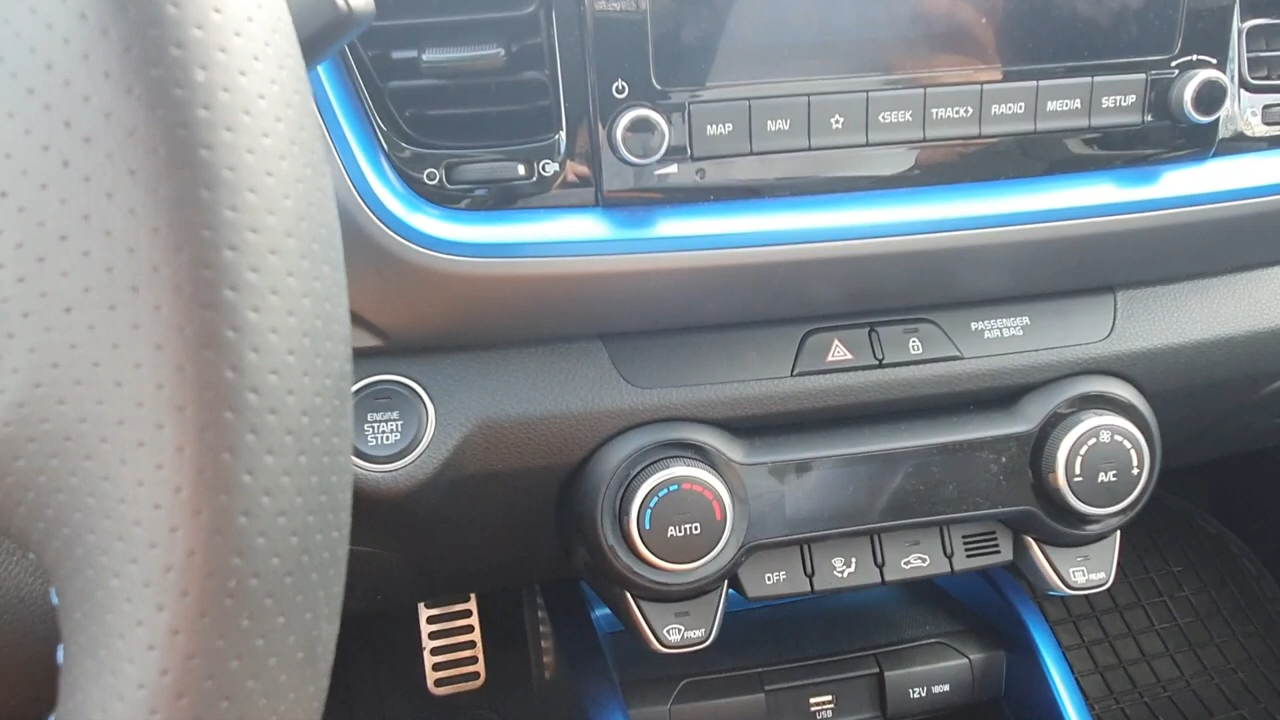 MAP
NAV
<SEEK
TRACK>
RADIO
MEDIA
SETUP
PASSENGER
AIR BAG
ENGINE
START
STOP
AUTO
- +
A/C
OFF
FRONT
REAR
USB
12V 180W